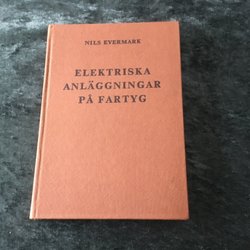 NILS EVERMARK
ELEKTRISKA
ANLÄGGNINGAR
PÅ FARTYG